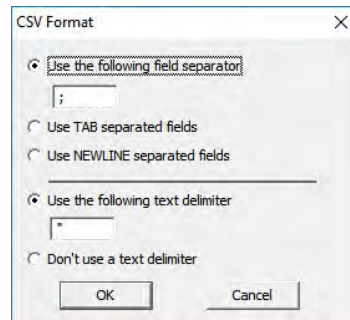 CSV Format
Use the following field separator
;
Use TAB separated fields
Use NEWLINE separated fields
Use the following text delimiter
"
Don't use a text delimiter
OK Cancel